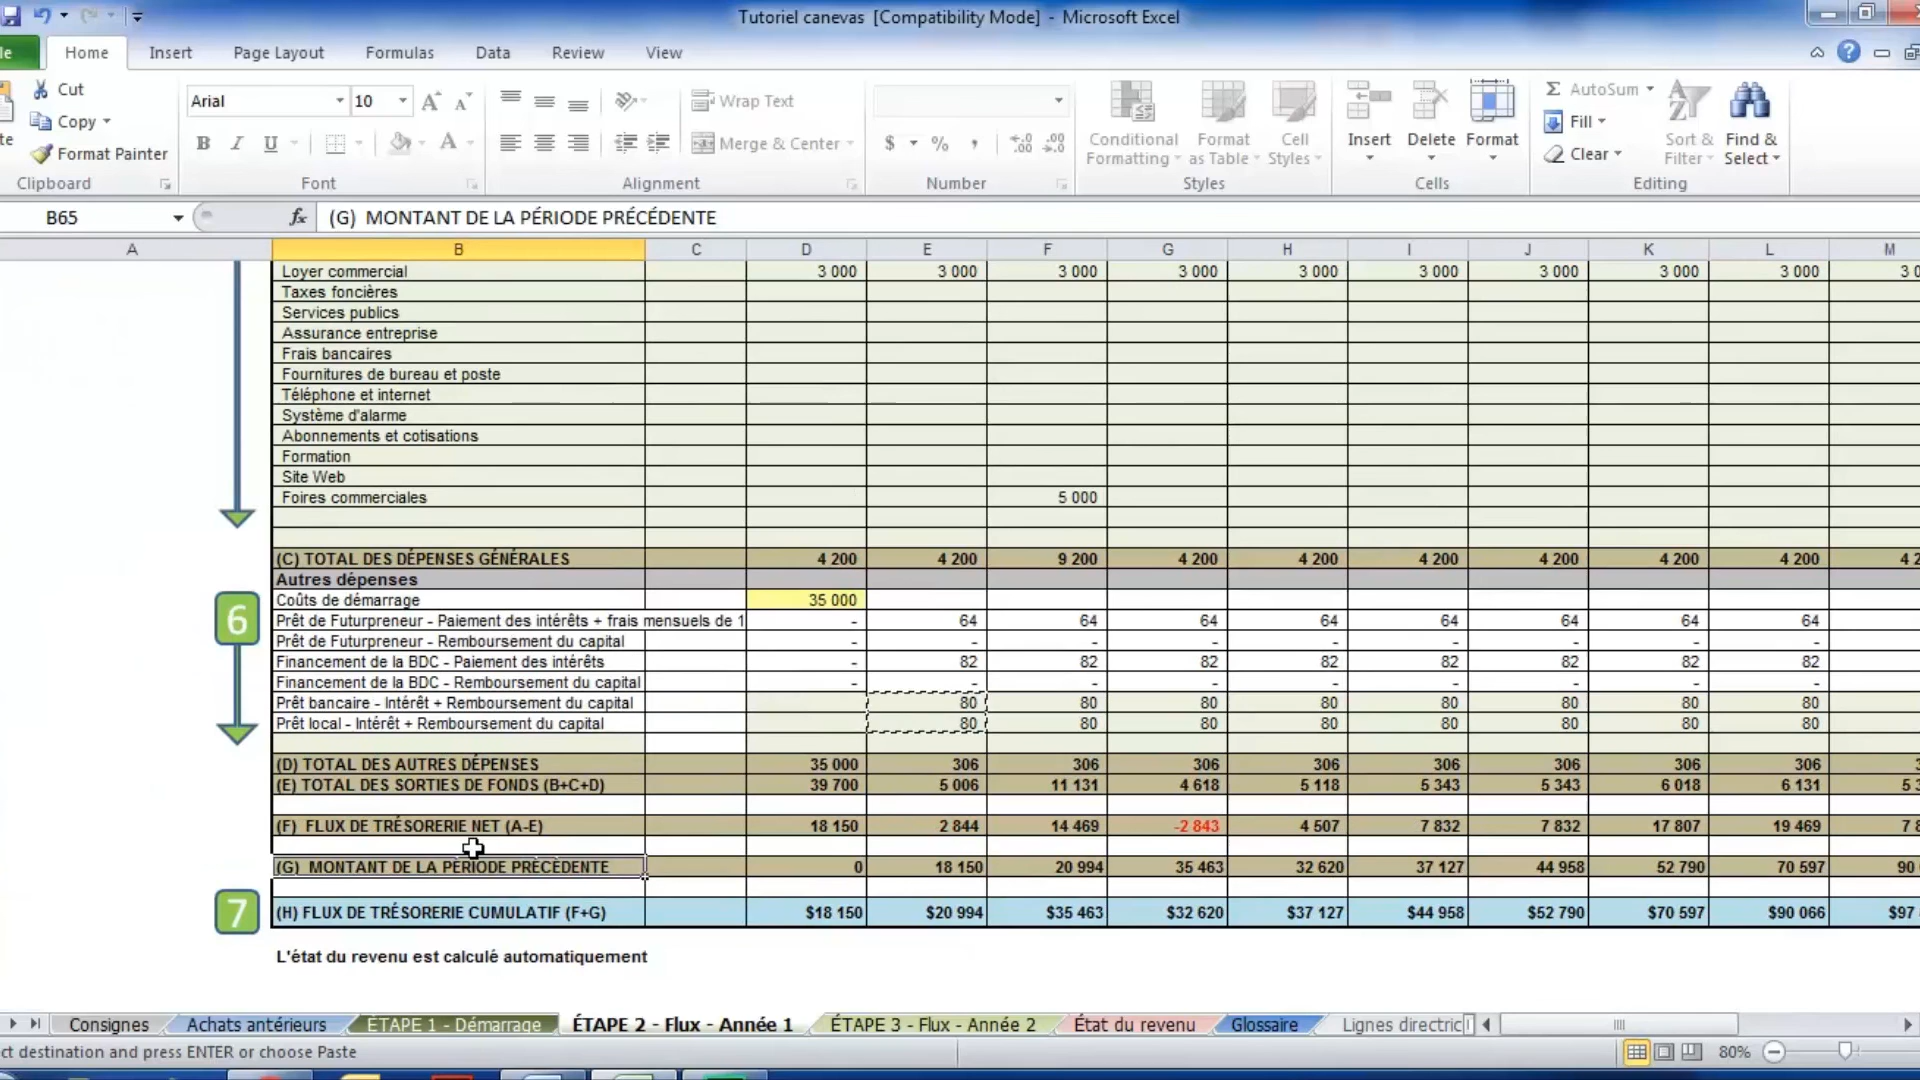 Tutoriel canevas [Compatibility Mode] - Microsoft Excel
Home Insert Page Layout Formulas Data Review View
Cut
Copy
Format Painter
Clipboard
Arial 10
B I U A
Font
Wrap Text
Merge & Center
Alignment
$ % ,
Number
Conditional Formatting
Format as Table
Cell Styles
Styles
Insert Delete Format
Cells
Σ AutoSum
Fill
Clear
Sort & Filter
Find & Select
Editing
B65 fx (G) MONTANT DE LA PÉRIODE PRÉCÉDENTE
A B C D E F G H I J K L M
Loyer commercial 3 000 3 000 3 000 3 000 3 000 3 000 3 000 3 000 3 000 3 0
Taxes foncières
Services publics
Assurance entreprise
Frais bancaires
Fournitures de bureau et poste
Téléphone et internet
Système d'alarme
Abonnements et cotisations
Formation
Site Web
Foires commerciales 5 000
(C) TOTAL DES DÉPENSES GÉNÉRALES 4 200 4 200 9 200 4 200 4 200 4 200 4 200 4 200 4 200 4 2
Autres dépenses
6
Coûts de démarrage 35 000
Prêt de Futurpreneur - Paiement des intérêts + frais mensuels de 1 - 64 64 64 64 64 64 64 64
Prêt de Futurpreneur - Remboursement du capital - - - - - - - - -
Financement de la BDC - Paiement des intérêts - 82 82 82 82 82 82 82 82
Financement de la BDC - Remboursement du capital - - - - - - - - -
Prêt bancaire - Intérêt + Remboursement du capital 80 80 80 80 80 80 80 80
Prêt local - Intérêt + Remboursement du capital 80 80 80 80 80 80 80 80
(D) TOTAL DES AUTRES DÉPENSES 35 000 306 306 306 306 306 306 306 306 3
(E) TOTAL DES SORTIES DE FONDS (B+C+D) 39 700 5 006 11 131 4 618 5 118 5 343 5 343 6 018 6 131 5 3
(F) FLUX DE TRÉSORERIE NET (A-E) 18 150 2 844 14 469 -2 843 4 507 7 832 7 832 17 807 19 469 7 8
(G) MONTANT DE LA PÉRIODE PRÉCÉDENTE 0 18 150 20 994 35 463 32 620 37 127 44 958 52 790 70 597 90
7
(H) FLUX DE TRÉSORERIE CUMULATIF (F+G) $18 150 $20 994 $35 463 $32 620 $37 127 $44 958 $52 790 $70 597 $90 066 $97
L'état du revenu est calculé automatiquement
Consignes Achats antérieurs ÉTAPE 1 - Démarrage ÉTAPE 2 - Flux - Année 1 ÉTAPE 3 - Flux - Année 2 État du revenu Glossaire Lignes directric
ct destination and press ENTER or choose Paste 80%